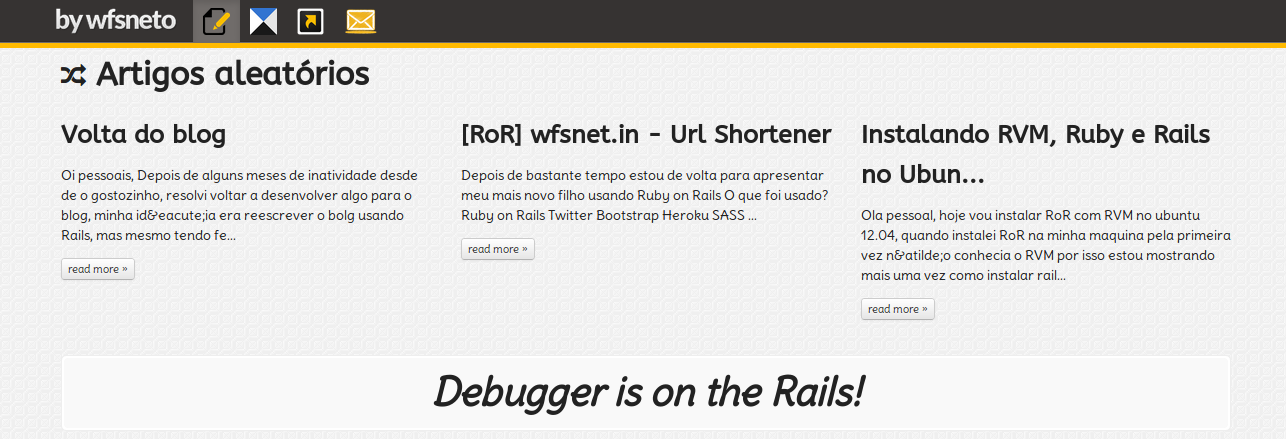 by wfsneto
Artigos aleatórios
Volta do blog
Oi pessoais, Depois de alguns meses de inatividade desde
de o gostozinho, resolvi voltar a desenvolver algo para o
blog, minha id&eacute;ia era reescrever o bolg usando
Rails, mas mesmo tendo fe...
read more »
[RoR] wfsnet.in - Url Shortener
Depois de bastante tempo estou de volta para apresentar
meu mais novo filho usando Ruby on Rails O que foi usado?
Ruby on Rails Twitter Bootstrap Heroku SASS ...
read more »
Instalando RVM, Ruby e Rails
no Ubun...
Ola pessoal, hoje vou instalar RoR com RVM no ubuntu
12.04, quando instalei RoR na minha maquina pela primeira
vez n&atilde;o conhecia o RVM por isso estou mostrando
mais uma vez como instalar rail...
read more »
Debugger is on the Rails!